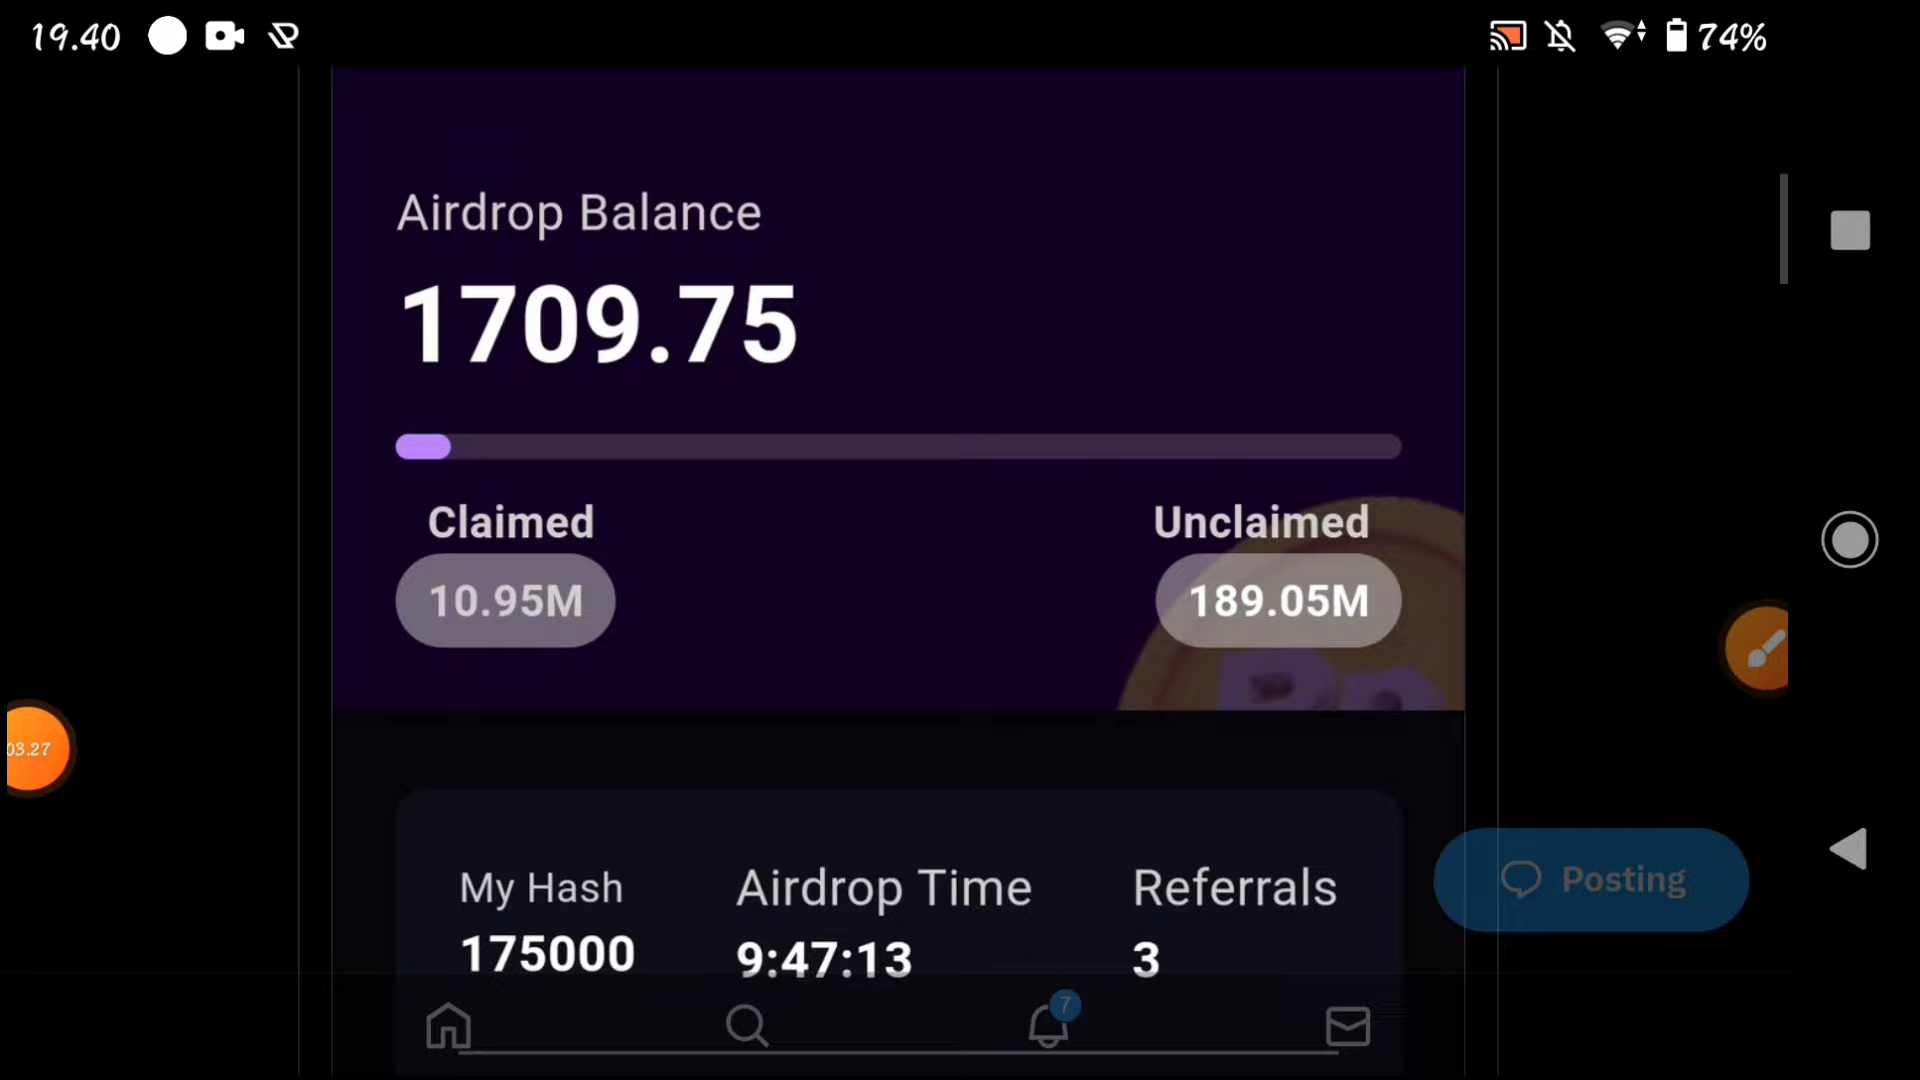 19.40
74%
Airdrop Balance
1709.75
Claimed
Unclaimed
10.95M
189.05M
03.27
My Hash
Airdrop Time
Referrals
175000
9:47:13
3
Posting
7